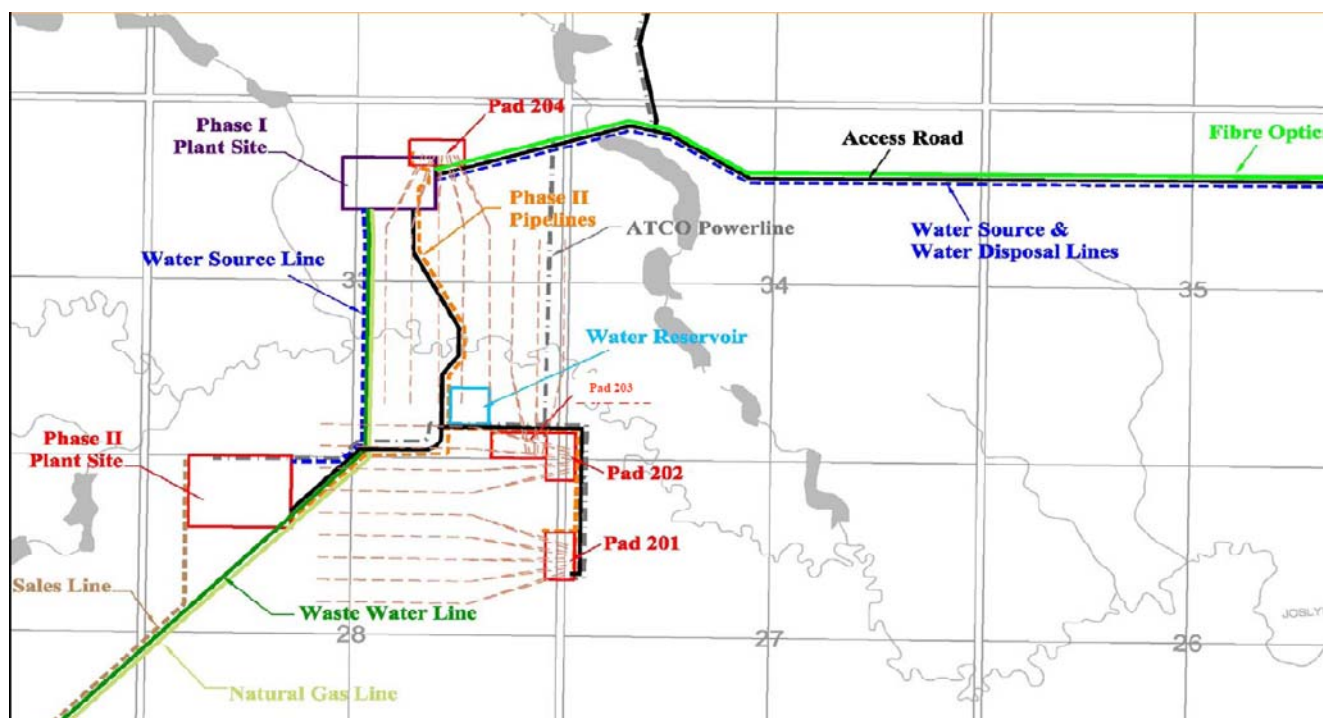 Pad 204
Phase I
Plant Site
Access Road
Fibre Optic
Phase II
Pipelines
ATCO Powerline
Water Source &
Water Disposal Lines
Water Source Line
33
34
35
Water Reservoir
Pad 203
Phase II
Plant Site
Pad 202
Pad 201
Sales Line
Waste Water Line
28
27
26
JOSLY
Natural Gas Line